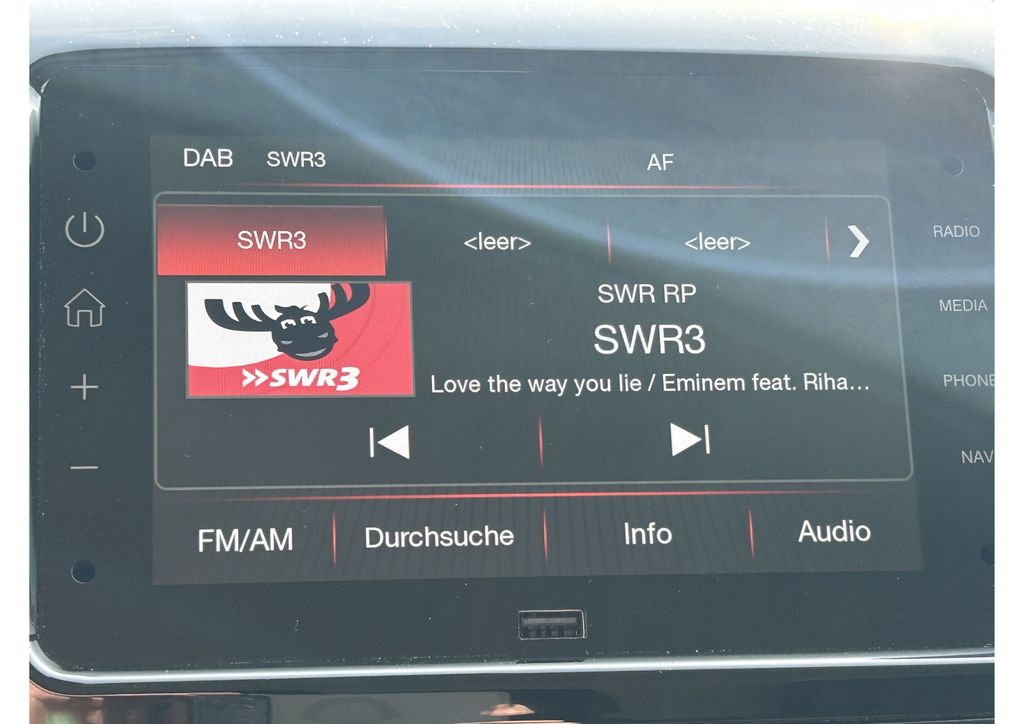 DAB SWR3 AF
SWR3 <leer> <leer>
RADIO
SWR RP
MEDIA
SWR3
>>SWR3
Love the way you lie / Eminem feat. Riha...
PHONE
NAV
FM/AM Durchsuche Info Audio